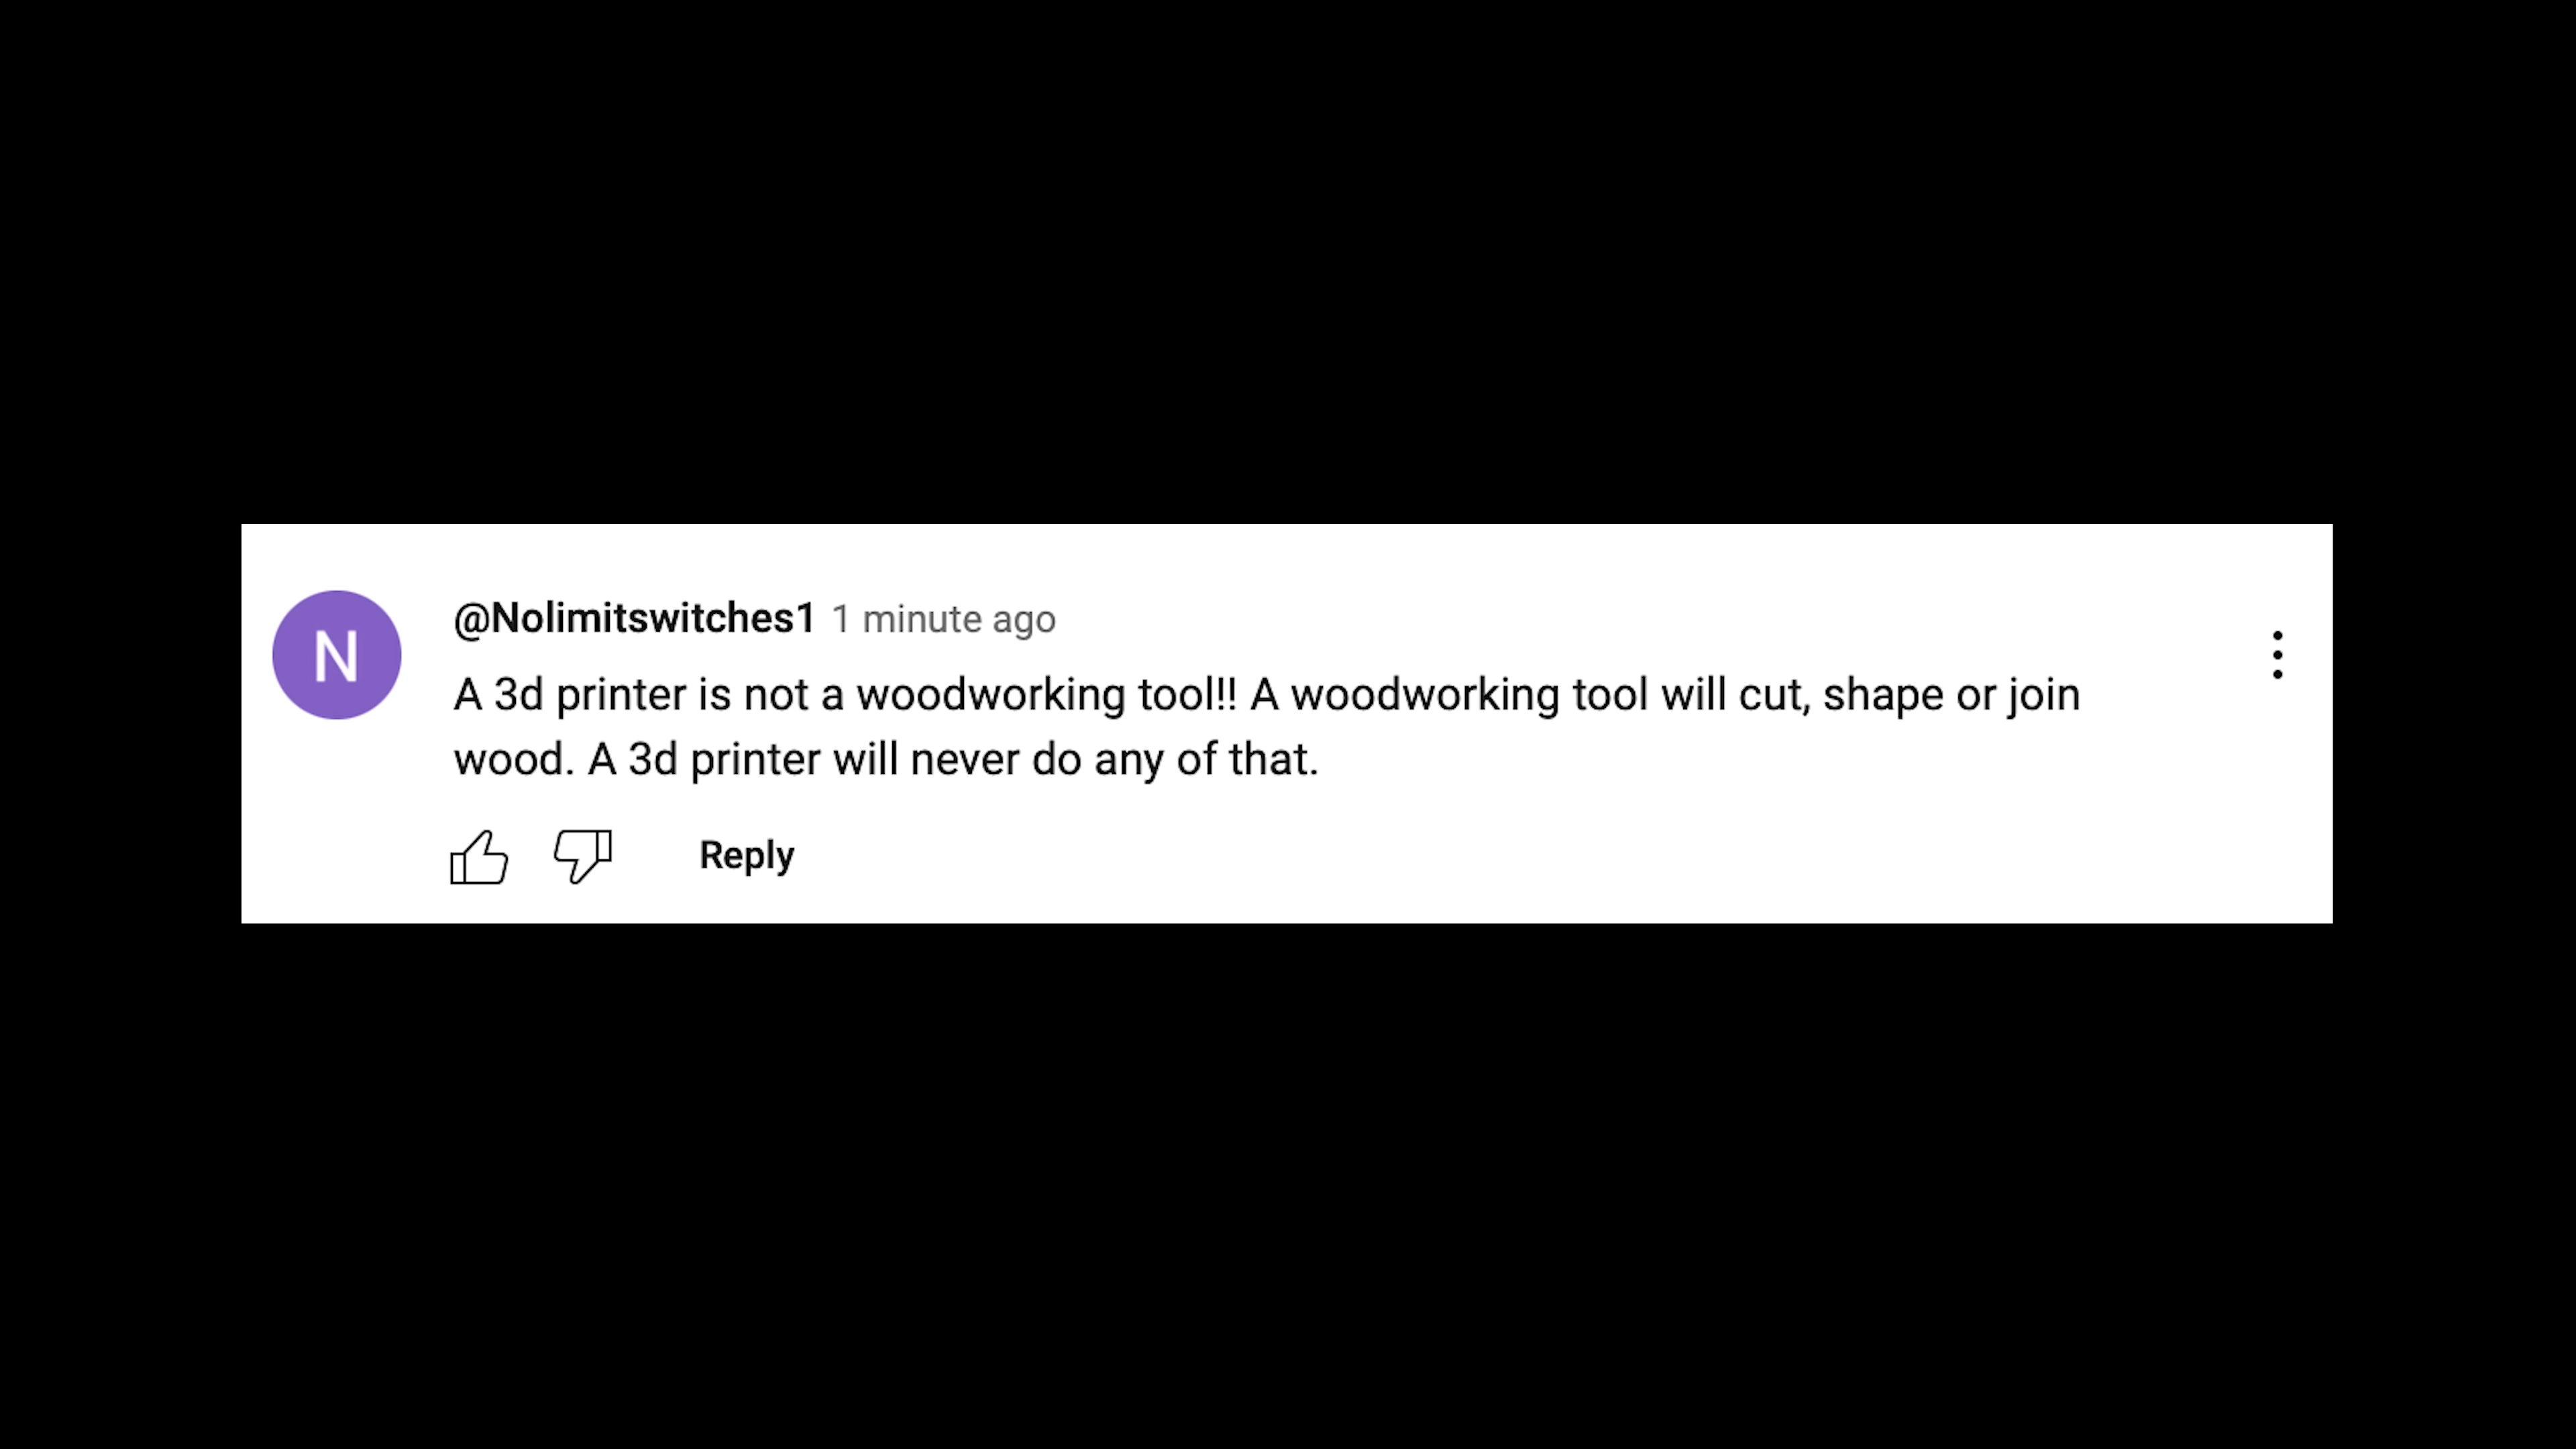 N
@Nolimitswitches1 1 minute ago
A 3d printer is not a woodworking tool!! A woodworking tool will cut, shape or join
wood. A 3d printer will never do any of that.
Reply